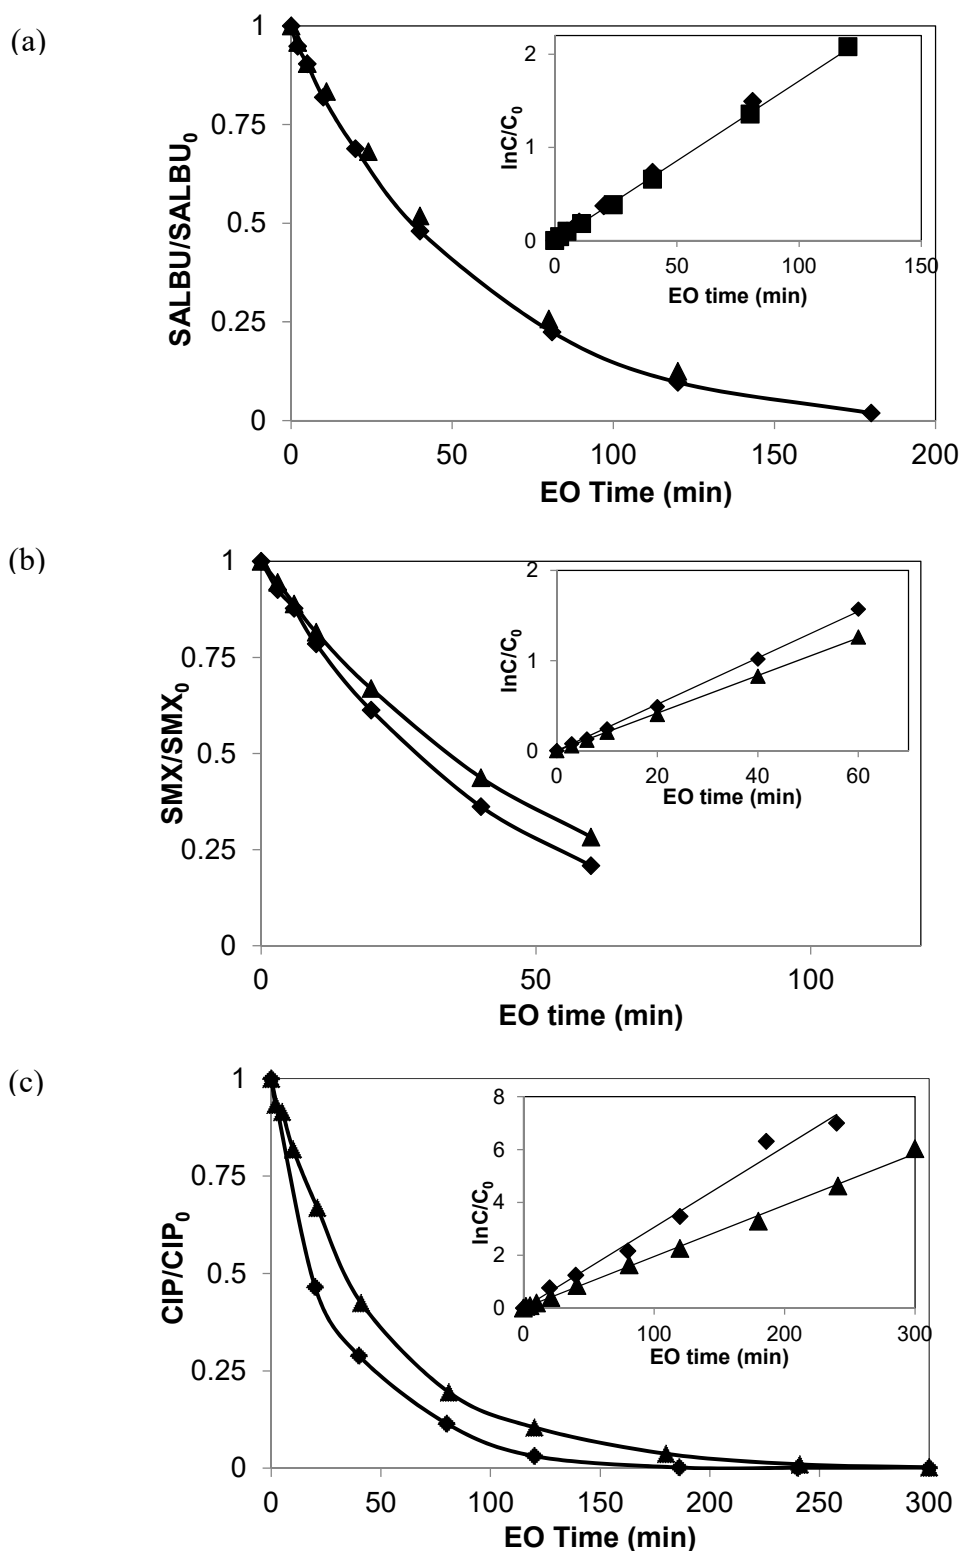 (a)
SALBU/SALBU₀
1
0.75
0.5
0.25
0
0 50 100 150 200
EO Time (min)
lnC/C₀
2
1
0
0 50 100 150
EO time (min)
(b)
SMX/SMX₀
1
0.75
0.5
0.25
0
0 50 100
EO time (min)
lnC/C₀
2
1
0
0 20 40 60
EO time (min)
(c)
CIP/CIP₀
1
0.75
0.5
0.25
0
0 50 100 150 200 250 300
EO Time (min)
lnC/C₀
8
6
4
2
0
0 100 200 300
EO time (min)